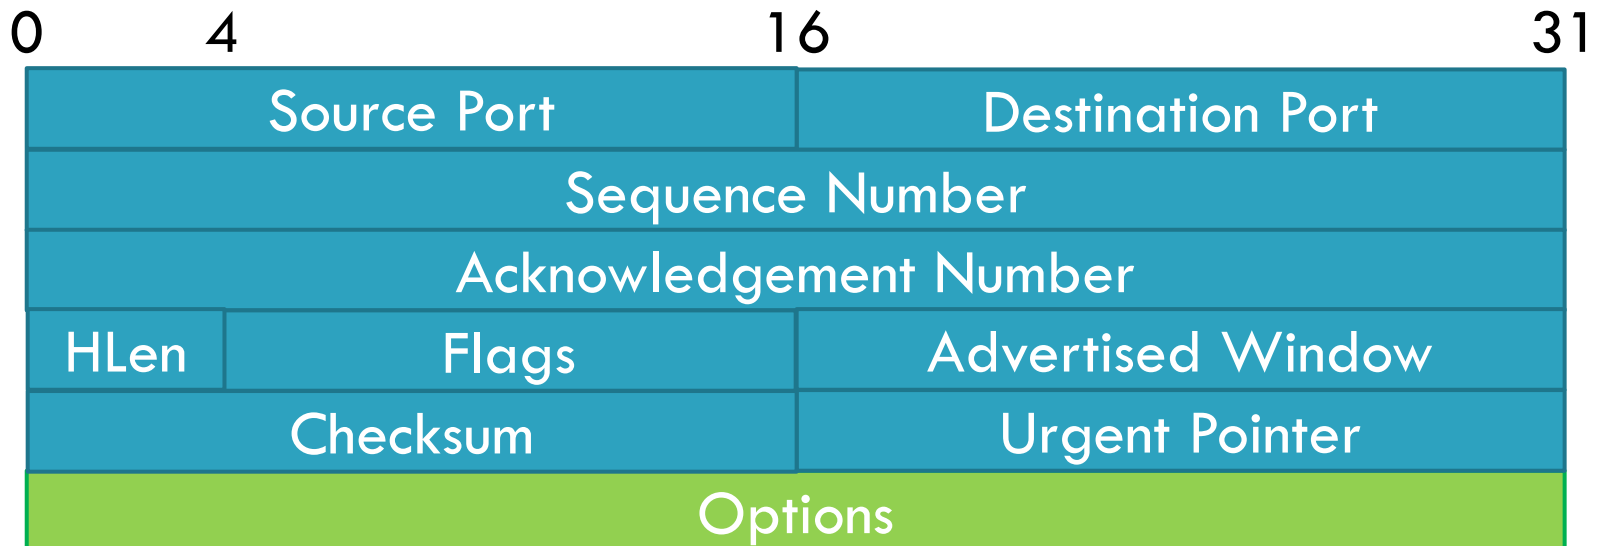 0 4 16 31
Source Port Destination Port
Sequence Number
Acknowledgement Number
HLen Flags Advertised Window
Checksum Urgent Pointer
Options